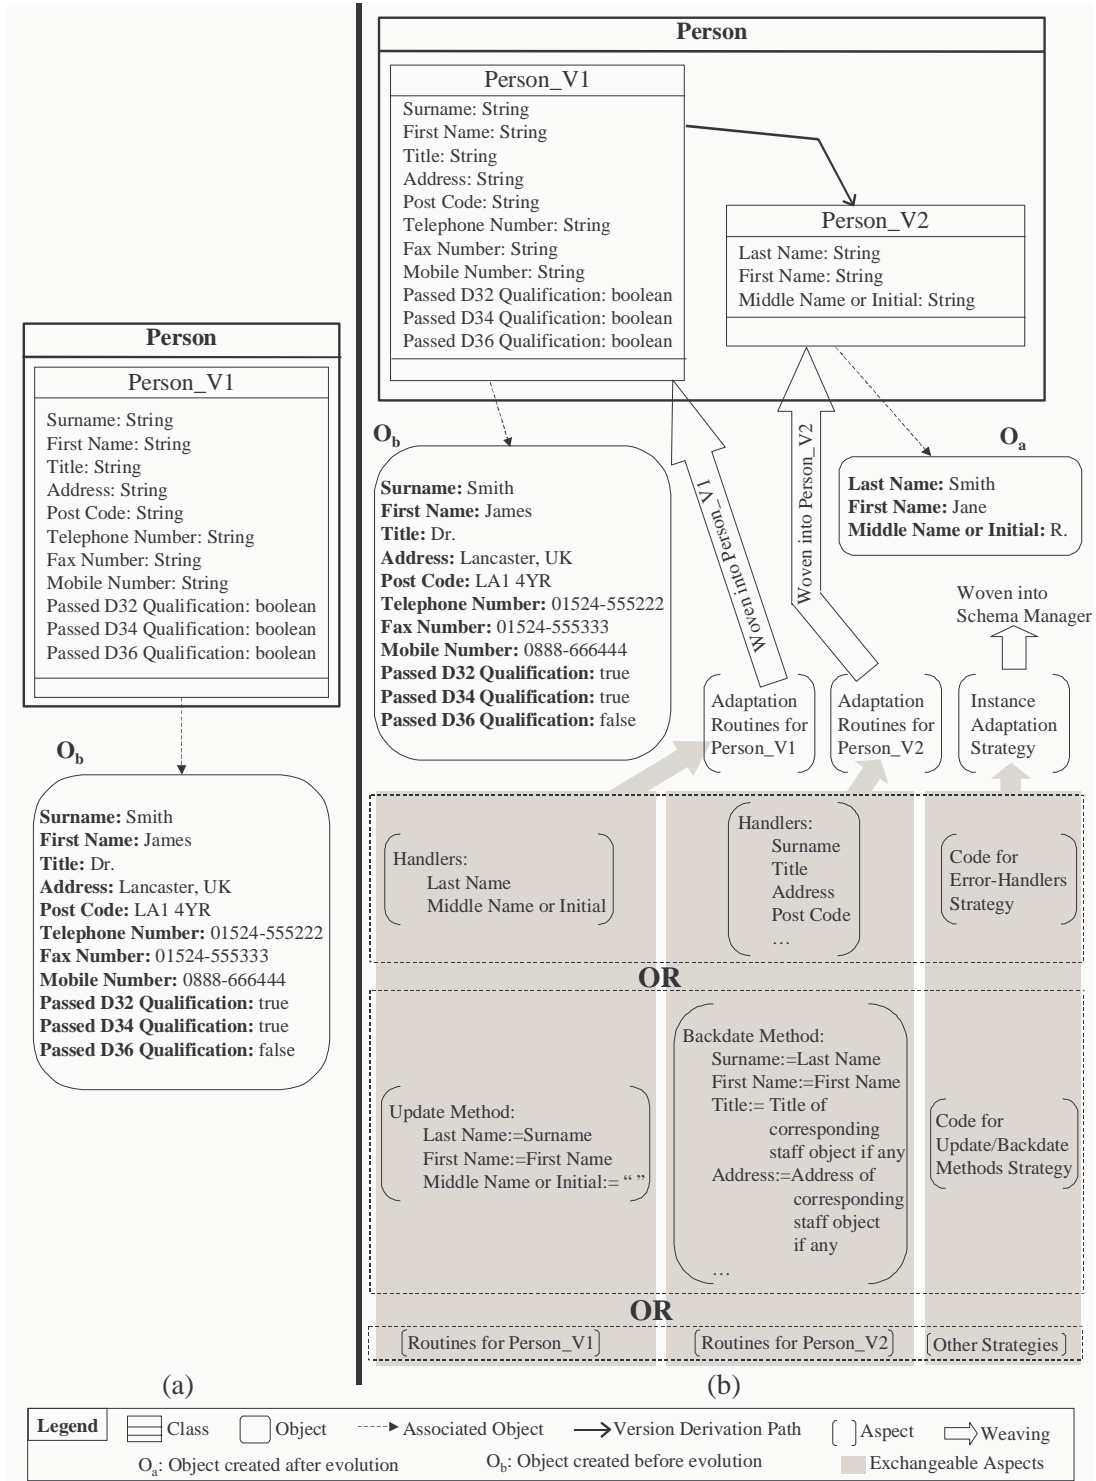 Person
Person_V1
Surname: String
First Name: String
Title: String
Address: String
Post Code: String
Telephone Number: String
Fax Number: String
Mobile Number: String
Passed D32 Qualification: boolean
Passed D34 Qualification: boolean
Passed D36 Qualification: boolean
Ob
Surname: Smith
First Name: James
Title: Dr.
Address: Lancaster, UK
Post Code: LA1 4YR
Telephone Number: 01524-555222
Fax Number: 01524-555333
Mobile Number: 0888-666444
Passed D32 Qualification: true
Passed D34 Qualification: true
Passed D36 Qualification: false
(a)
Person
Person_V1
Surname: String
First Name: String
Title: String
Address: String
Post Code: String
Telephone Number: String
Fax Number: String
Mobile Number: String
Passed D32 Qualification: boolean
Passed D34 Qualification: boolean
Passed D36 Qualification: boolean
Person_V2
Last Name: String
First Name: String
Middle Name or Initial: String
Ob
Surname: Smith
First Name: James
Title: Dr.
Address: Lancaster, UK
Post Code: LA1 4YR
Telephone Number: 01524-555222
Fax Number: 01524-555333
Mobile Number: 0888-666444
Passed D32 Qualification: true
Passed D34 Qualification: true
Passed D36 Qualification: false
Woven into Person_V1
Woven into Person_V2
Oa
Last Name: Smith
First Name: Jane
Middle Name or Initial: R.
Woven into
Schema Manager
Adaptation
Routines for
Person_V1
Adaptation
Routines for
Person_V2
Instance
Adaptation
Strategy
Handlers:
Last Name
Middle Name or Initial
Handlers:
Surname
Title
Address
Post Code
…
Code for
Error-Handlers
Strategy
OR
Update Method:
Last Name:=Surname
First Name:=First Name
Middle Name or Initial:= “ ”
Backdate Method:
Surname:=Last Name
First Name:=First Name
Title:= Title of
corresponding
staff object if any
Address:=Address of
corresponding
staff object
if any
…
Code for
Update/Backdate
Methods Strategy
OR
Routines for Person_V1
Routines for Person_V2
Other Strategies
(b)
Legend
Class
Object
Associated Object
Version Derivation Path
Aspect
Weaving
Oa: Object created after evolution
Ob: Object created before evolution
Exchangeable Aspects